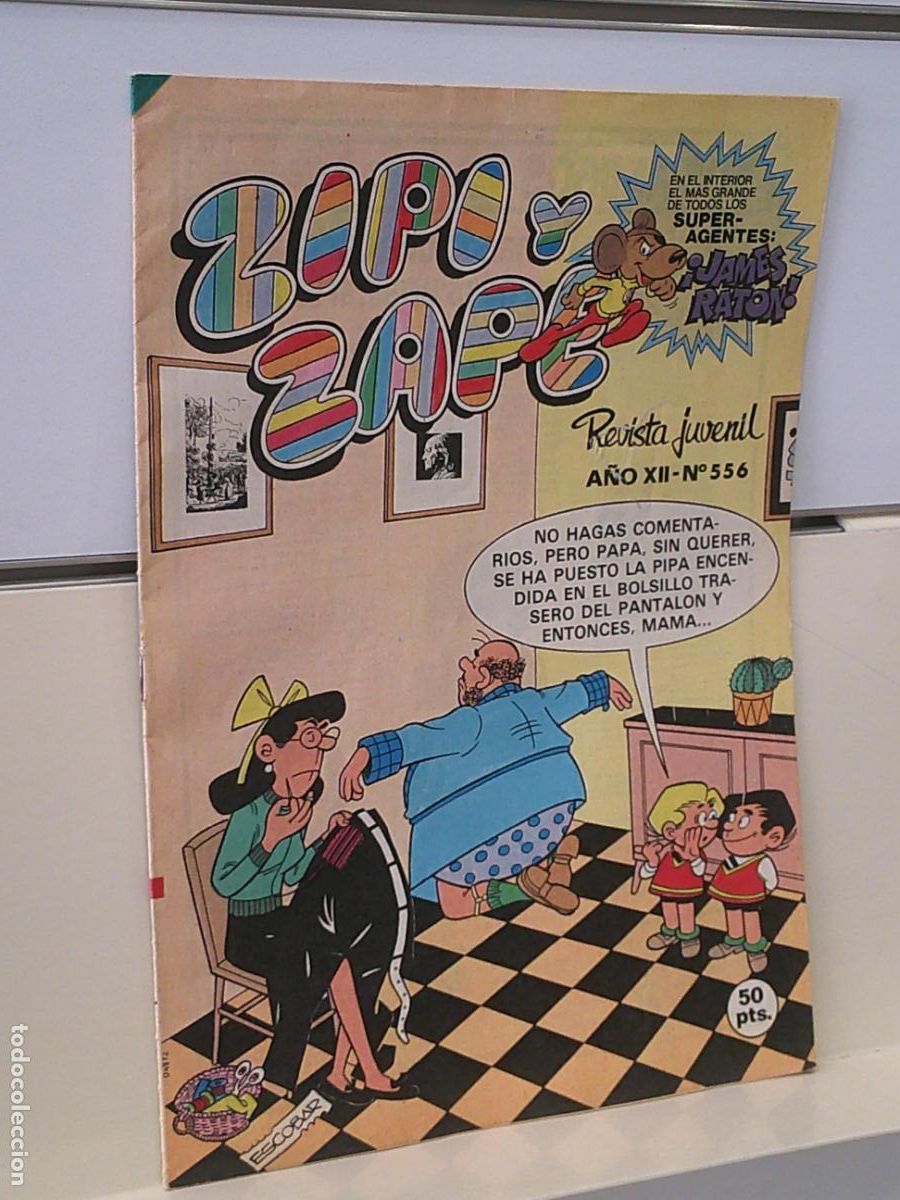 ZIPI Y
ZAPE
EN EL INTERIOR
EL MAS GRANDE
DE TODOS LOS
SUPER-
AGENTES:
¡JAMES
RATON!
Revista juvenil
AÑO XII-Nº 556
NO HAGAS COMENTA-
RIOS, PERO PAPA, SIN QUERER,
SE HA PUESTO LA PIPA ENCEN-
DIDA EN EL BOLSILLO TRA-
SERO DEL PANTALON Y
ENTONCES, MAMA...
50
pts.
ESCOBAR
todocoleccion